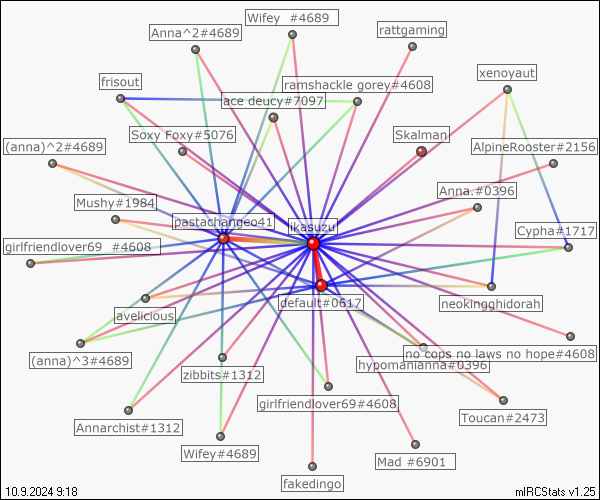 Wifey  #4689
Anna^2#4689
rattgaming
xenoyaut
frisout
ramshackle gorey#4608
ace deucy#7097
Soxy Foxy#5076
Skalman
(anna)^2#4689
AlpineRooster#2156
Mushy#1984
Anna.#0396
pastachangeo41
ikasuzu
Cypha#1717
girlfriendlover69  #4608
default#0617
neokingghidorah
avelicious
(anna)^3#4689
no cops no laws no hope#4608
hypomanianna#0396
zibbits#1312
girlfriendlover69#4608
Toucan#2473
Annarchist#1312
Wifey#4689
Mad #6901
fakedingo
10.9.2024 9:18
mIRCStats v1.25